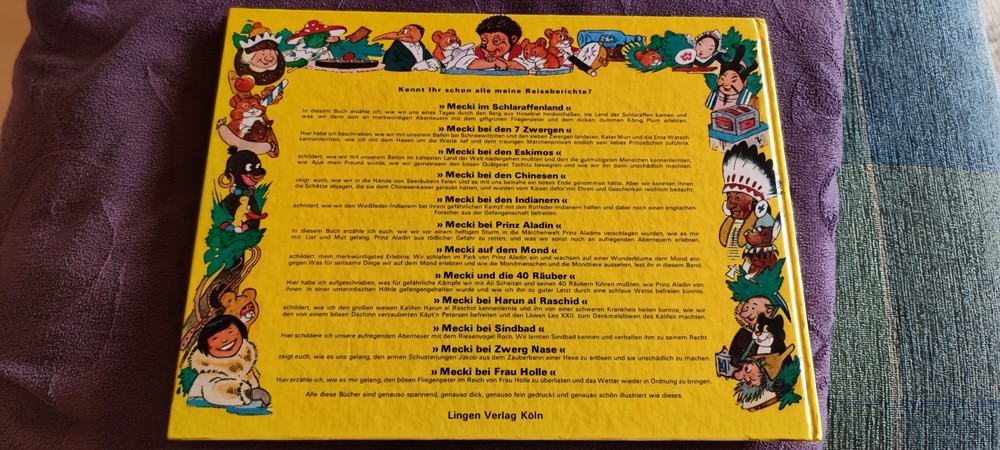 Kennt Ihr schon alle meine Reiseberichte?
» Mecki im Schlaraffenland «
In diesem Buch erzähle ich, wie wir uns eines Tages durch den Berg aus Hirsebrei hindurchaßen, ins Land der Schlaraffen kamen und
was wir dann dort an merkwürdigen Abenteuern mit dem giftgrünen Fliegenpeter und dem dicken, dummen König Plum erlebten.
» Mecki bei den 7 Zwergen «
Hier habe ich beschrieben, wie wir mit unserem Ballon bei Schneewittchen und den sieben Zwergen landeten, Kater Murr und die Ente Watsch
kennenlernten, wie ich mit dem Hasen um die Wette lief und dem traurigen Märchenprinzen endlich sein liebes Prinzeßchen zuführte.
» Mecki bei den Eskimos «
schildert, wie wir mit unserem Ballon im kältesten Land der Welt niedergehen mußten und dort die gutmütigsten Menschen kennenlernten,
wie Ajuk mein Freund wurde, wie wir gemeinsam den bösen Quälgeist Tschitu besiegten und wie wir ihn dann unschädlich machten.
» Mecki bei den Chinesen «
zeigt euch, wie wir in die Hände von Seeräubern fielen und es mit uns beinahe ein böses Ende genommen hätte. Aber wir konnten ihnen
die Schätze abjagen, die sie dem Chinesenkaiser geraubt hatten, und wurden vom Kaiser dafür mit Ehren und Geschenken reichlich bedacht.
» Mecki bei den Indianern «
schildert, wie wir den Weißfeder-Indianern bei ihrem gefährlichen Kampf mit den Rotfeder-Indianern halfen und dabei noch einen englischen
Forscher aus der Gefangenschaft befreiten.
» Mecki bei Prinz Aladin «
In diesem Buch erzähle ich euch, wie wir vor einem heftigen Sturm in die Märchenwelt Prinz Aladins verschlagen wurden, wie es mir
mit List und Mut gelang, Prinz Aladin aus tödlicher Gefahr zu retten, und was wir sonst noch an aufregenden Abenteuern erlebten.
» Mecki auf dem Mond «
schildert mein merkwürdigstes Erlebnis: Wir schlafen im Park von Prinz Aladin ein und wachsen auf einer Wunderblume dem Mond ent-
gegen Was für seltsame Dinge wir auf dem Mond erlebten und wie die Mondmenschen und die Mondtiere aussehen, lest ihr in diesem Band.
» Mecki und die 40 Räuber «
Hier habe ich aufgeschrieben, was für gefährliche Kämpfe wir mit Ali Scheitan und seinen 40 Räubern führen mußten, wie Prinz Aladin von
ihnen in einer unterirdischen Höhle gefangengehalten wurde und wie ich ihn zu guter Letzt durch eine schlaue Wette befreien konnte.
» Mecki bei Harun al Raschid «
schildert, wie ich den großen weisen Kalifen Harun al Raschid kennenlernte und ihn von einer schweren Krankheit heilen konnte, wie wir
den von einem bösen Dschinn verzauberten Käpt'n Petersen befreiten und den Löwen Leo XXII. zum Denkmalslöwen des Kalifen machten.
» Mecki bei Sindbad «
Hier schildere ich unsere aufregenden Abenteuer mit dem Riesenvogel Roch. Wir lernten Sindbad kennen und verhalfen ihm zu seinem Recht.
» Mecki bei Zwerg Nase «
zeigt euch, wie es uns gelang, den armen Schusterjungen Jakob aus dem Zauberbann einer Hexe zu erlösen und sie unschädlich zu machen.
» Mecki bei Frau Holle «
Hier erzähle ich, wie es mir gelang, den bösen Fliegenpeter im Reich von Frau Holle zu überlisten und das Wetter wieder in Ordnung zu bringen.
Alle diese Bücher sind genauso spannend, genauso dick, genauso fein gedruckt und genauso schön illustriert wie dieses.
Lingen Verlag Köln